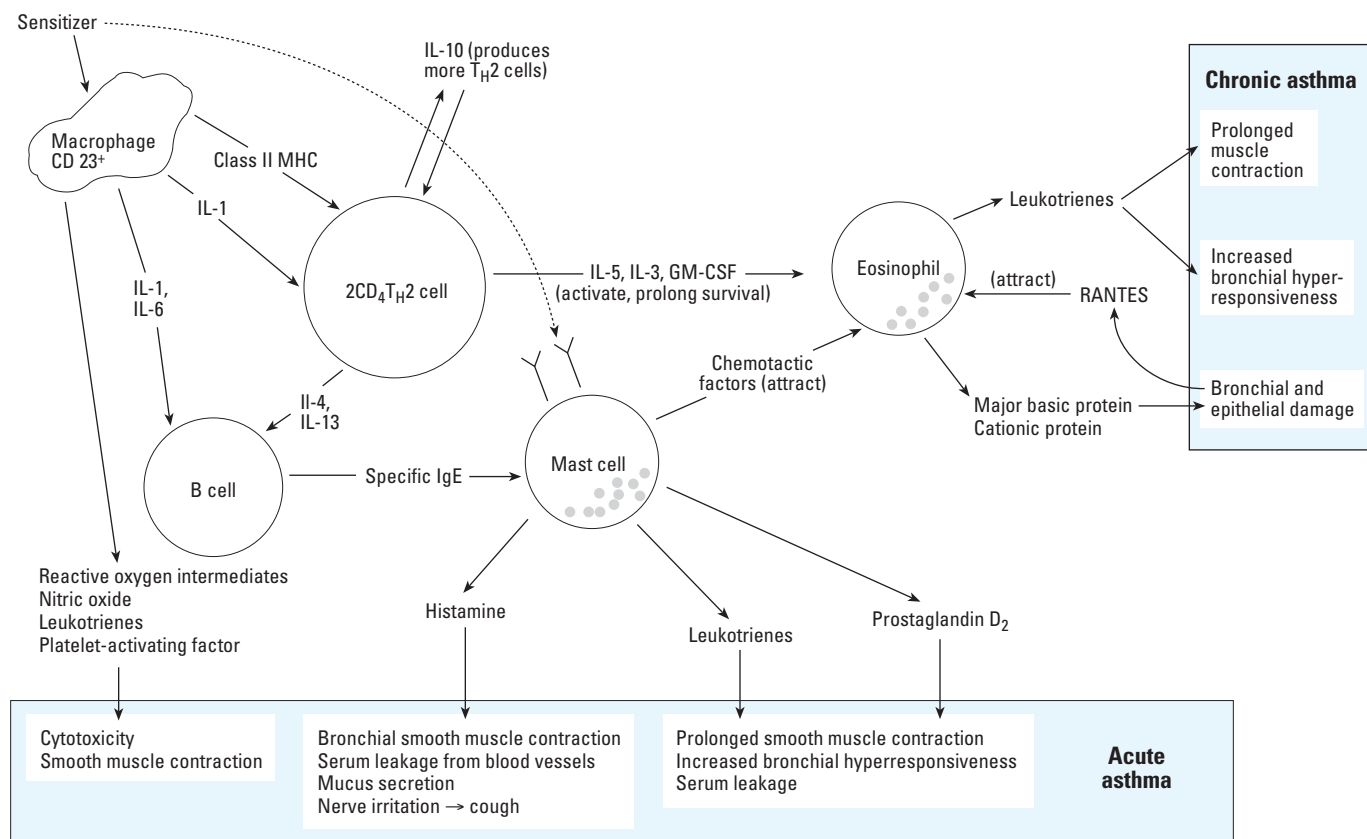 Sensitizer
IL-10 (produces
more TH2 cells)
Macrophage
CD 23+
Class II MHC
IL-1
IL-1,
IL-6
2CD4TH2 cell
IL-5, IL-3, GM-CSF
(activate, prolong survival)
Eosinophil
Leukotrienes
(attract)
RANTES
Chronic asthma
Prolonged
muscle
contraction
Increased
bronchial hyper-
responsiveness
Bronchial and
epithelial damage
Chemotactic
factors (attract)
Major basic protein
Cationic protein
Il-4,
IL-13
B cell
Specific IgE
Mast cell
Reactive oxygen intermediates
Nitric oxide
Leukotrienes
Platelet-activating factor
Histamine
Leukotrienes
Prostaglandin D2
Cytotoxicity
Smooth muscle contraction
Bronchial smooth muscle contraction
Serum leakage from blood vessels
Mucus secretion
Nerve irritation → cough
Prolonged smooth muscle contraction
Increased bronchial hyperresponsiveness
Serum leakage
Acute
asthma